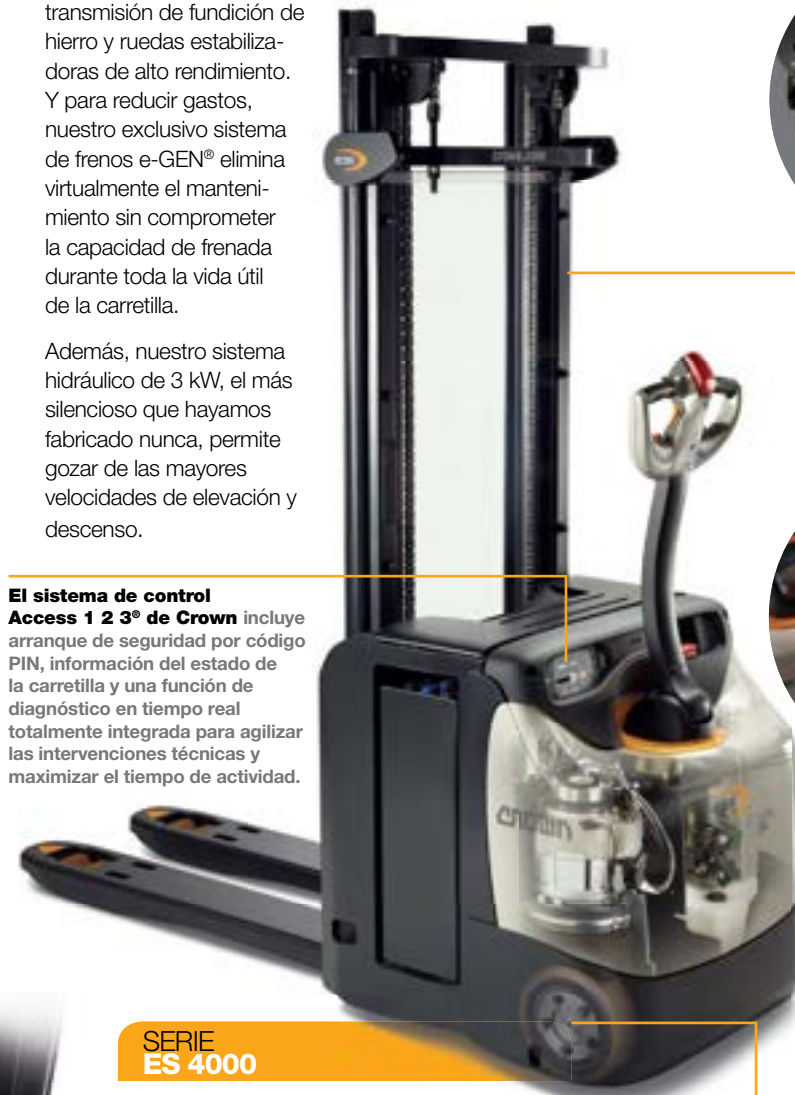 transmisión de fundición de
hierro y ruedas estabiliza-
doras de alto rendimiento.
Y para reducir gastos,
nuestro exclusivo sistema
de frenos e-GEN® elimina
virtualmente el manteni-
miento sin comprometer
la capacidad de frenada
durante toda la vida útil
de la carretilla.
Además, nuestro sistema
hidráulico de 3 kW, el más
silencioso que hayamos
fabricado nunca, permite
gozar de las mayores
velocidades de elevación y
descenso.
El sistema de control
Access 1 2 3® de Crown incluye
arranque de seguridad por código
PIN, información del estado de
la carretilla y una función de
diagnóstico en tiempo real
totalmente integrada para agilizar
las intervenciones técnicas y
maximizar el tiempo de actividad.
CROWN
SERIE
ES 4000